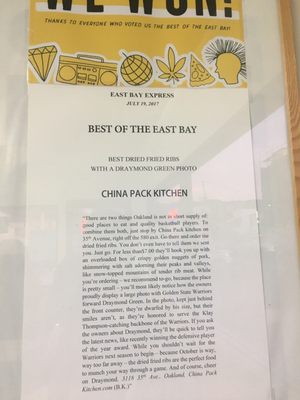 WE WON!
THANKS TO EVERYONE WHO VOTED US THE BEST OF THE EAST BAY!
EAST BAY EXPRESS
JULY 19, 2017
BEST OF THE EAST BAY
BEST DRIED FRIED RIBS
WITH A DRAYMOND GREEN PHOTO
CHINA PACK KITCHEN
"There are two things Oakland is not in short supply of:
good places to eat and quality basketball players. To
combine them both, just stop by China Pack Kitchen on
35th Avenue, right off the 580 exit. Go there and order the
dried fried ribs. You don't even have to tell them we sent
you. Just go. For less than$7.00 they'll hook you up with
an overloaded box of crispy golden nuggets of pork,
shimmering with salt adorning their peaks and valleys,
like snow-topped mountains of tender rib meat. While
you're ordering – we recommend to-go, because the place
is pretty small – you'll most likely notice how the owners
proudly display a large photo with Golden State Warriors
forward Draymond Green. In the photo, kept just behind
the front counter, they're dwarfed by his size, but their
smiles aren't, as they're honored to serve the Klay
Thompson-catching backbone of the Warriors. If you ask
the owners about Draymond, they'll be quick to tell you
the latest news, like recently winning the defensive player
of the year award. While you shouldn't wait for the
Warriors next season to begin – because October is way,
way too far away – the dried fried ribs are the perfect food
to munch your way through a game. And of course, cheer
on Draymond. 3118 35th Ave., Oakland, China Pack
Kitchen.com (B.K.)"